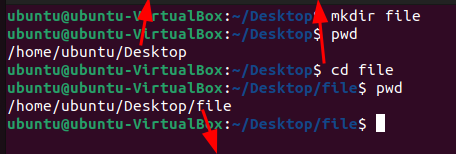 ubuntu@ubuntu-VirtualBox:~/Desktop$ mkdir file
ubuntu@ubuntu-VirtualBox:~/Desktop$ pwd
/home/ubuntu/Desktop
ubuntu@ubuntu-VirtualBox:~/Desktop$ cd file
ubuntu@ubuntu-VirtualBox:~/Desktop/file$ pwd
/home/ubuntu/Desktop/file
ubuntu@ubuntu-VirtualBox:~/Desktop/file$